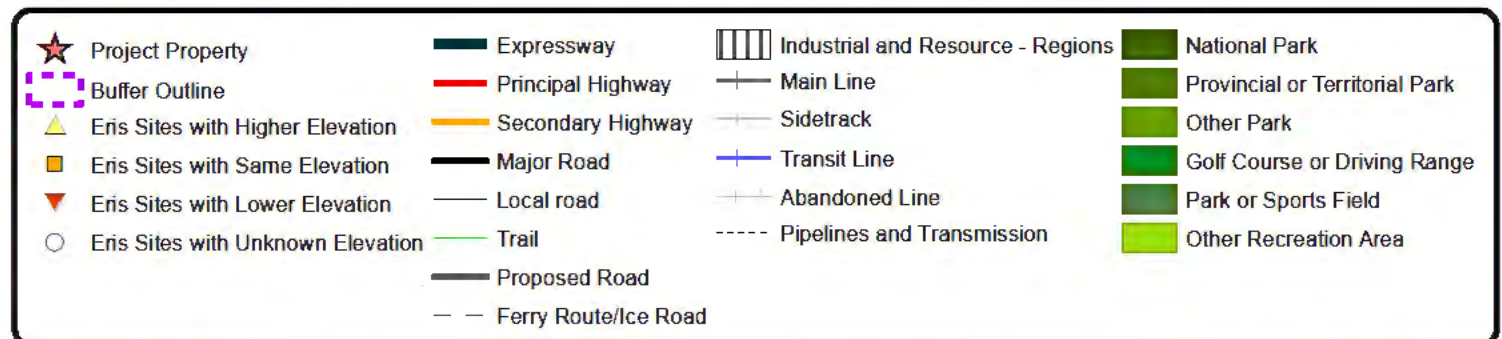 Project Property
Buffer Outline
Eris Sites with Higher Elevation
Eris Sites with Same Elevation
Eris Sites with Lower Elevation
Eris Sites with Unknown Elevation
Expressway
Principal Highway
Secondary Highway
Major Road
Local road
Trail
Proposed Road
Ferry Route/Ice Road
Industrial and Resource - Regions
Main Line
Sidetrack
Transit Line
Abandoned Line
Pipelines and Transmission
National Park
Provincial or Territorial Park
Other Park
Golf Course or Driving Range
Park or Sports Field
Other Recreation Area